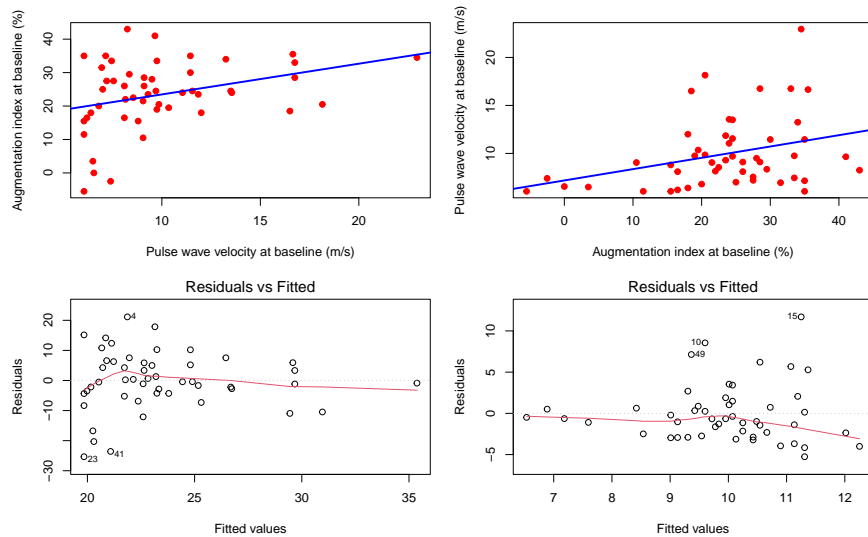 Augmentation index at baseline (%)
0 10 20 30 40
10 15 20
Pulse wave velocity at baseline (m/s)
Pulse wave velocity at baseline (m/s)
10 15 20
0 10 20 30 40
Augmentation index at baseline (%)
Residuals vs Fitted
Residuals
−30 −10 0 10 20
4
23
41
20 25 30 35
Fitted values
Residuals vs Fitted
Residuals
−5 0 5 10
15
10
49
7 8 9 10 11 12
Fitted values